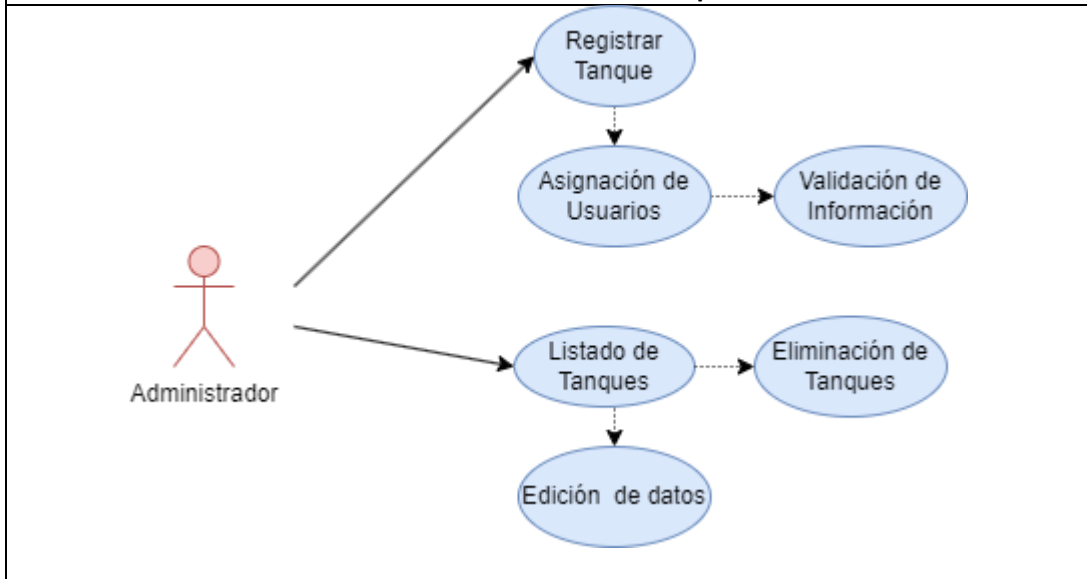 Registrar
Tanque
Asignación de
Usuarios
Validación de
Información
Administrador
Listado de
Tanques
Eliminación de
Tanques
Edición de datos